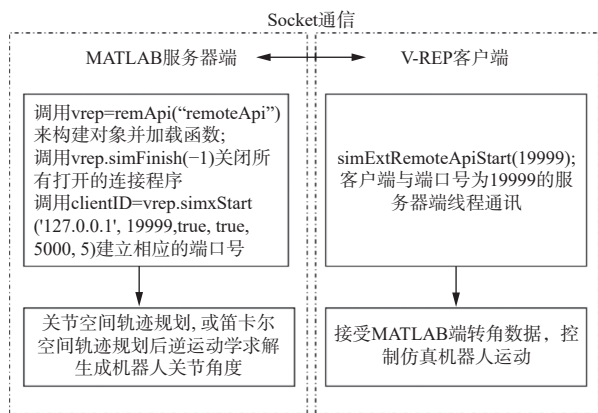 Socket通信
MATLAB服务器端
V-REP客户端
调用vrep=remApi(“remoteApi”)
来构建对象并加载函数;
调用vrep.simFinish(−1)关闭所
有打开的连接程序
调用clientID=vrep.simxStart
('127.0.0.1', 19999,true, true,
5000, 5)建立相应的端口号
simExtRemoteApiStart(19999);
客户端与端口号为19999的服
务器端线程通讯
关节空间轨迹规划, 或笛卡尔
空间轨迹规划后逆运动学求解
生成机器人关节角度
接受MATLAB端转角数据，控
制仿真机器人运动